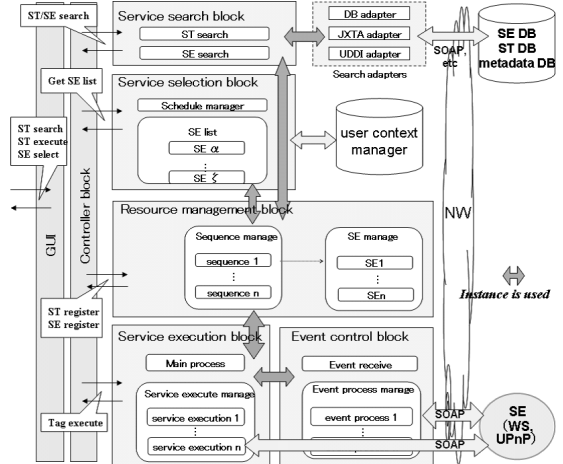 ST/SE search
Service search block
ST search
SE search
DB adapter
JXTA adapter
UDDI adapter
Search adapters
SOAP,
etc
SE DB
ST DB
metadata DB
Get SE list
Service selection block
Schedule manager
SE list
SE α
⋮
SE ζ
user context
manager
ST search
ST execute
SE select
GUI
Controller block
Resource management block
Sequence manage
sequence 1
⋮
sequence n
SE manage
SE1
⋮
SEn
NW
Instance is used
ST register
SE register
Service execution block
Main process
Service execute manage
service execution 1
⋮
service execution n
Event control block
Event receive
Event process manage
event process 1
Tag execute
SOAP
SOAP
SE
(WS,
UPnP)